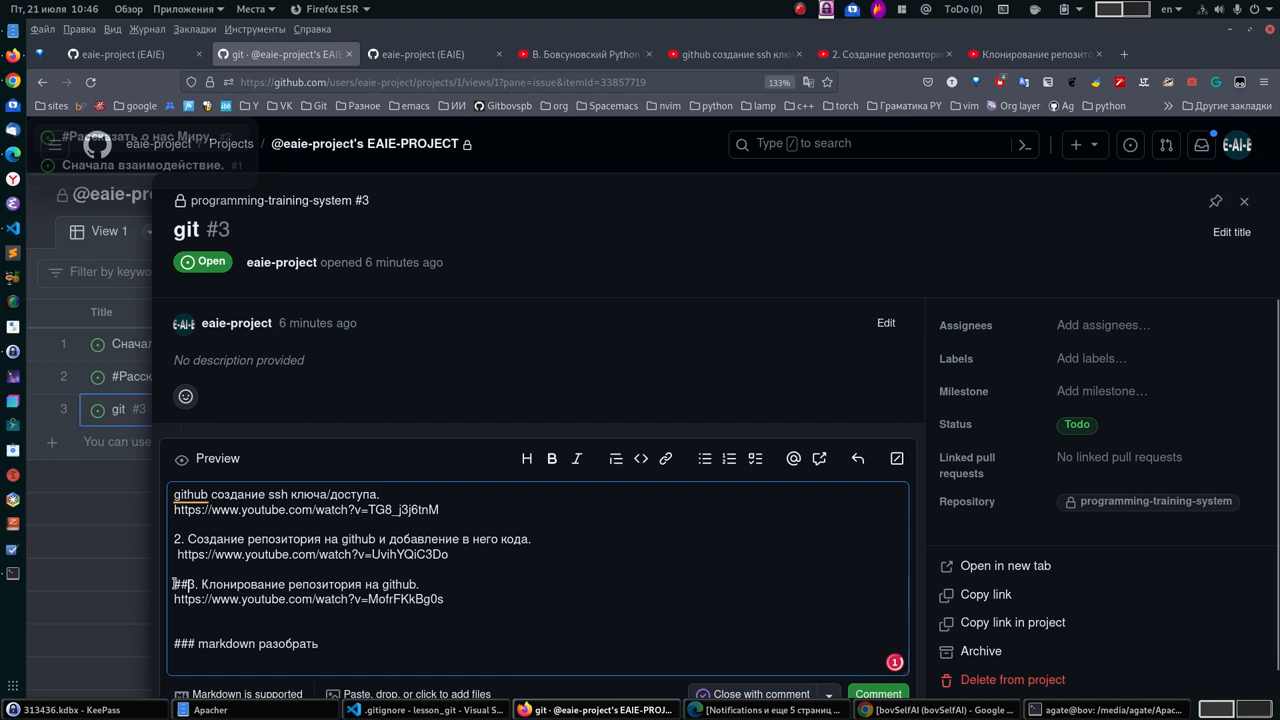 Пт, 21 июля 10:46
Обзор
Приложения
Места
Firefox ESR
ToDo (0)
en
Файл Правка Вид Журнал Закладки Инструменты Справка
eaie-project (EAIE)
git · @eaie-project's EAIE
eaie-project (EAIE)
В. Бовсуновский Python
github создание ssh клю
2. Создание репозитори
Клонирование репозито
https://github.com/users/eaie-project/projects/1/views/1?pane=issue&itemId=33857719
133%
sites
google
Y
VK
Git
Разное
emacs
ИИ
Gitbovspb
org
Spacemacs
nvim
python
lamp
c++
torch
Граматика РY
vim
Org layer
Ag
python
Другие закладки
#Рассказать о нас Миру. #2
Сначала взаимодействие. #1
eaie-project / Projects / @eaie-project's EAIE-PROJECT
Type / to search
E-AI-E
@eaie-pr
View 1
Filter by keywo
Title
1 Сначал
2 #Расск
3 git #3
You can use
programming-training-system #3
git #3
Edit title
Open
eaie-project opened 6 minutes ago
eaie-project 6 minutes ago
Edit
No description provided
Preview
github создание ssh ключа/доступа.
https://www.youtube.com/watch?v=TG8_j3j6tnM
2. Создание репозитория на github и добавление в него кода.
https://www.youtube.com/watch?v=UvihYQiC3Do
##3. Клонирование репозитория на github.
https://www.youtube.com/watch?v=MofrFKkBg0s
### markdown разобрать
1
Markdown is supported
Paste, drop, or click to add files
Close with comment
Comment
Assignees
Add assignees…
Labels
Add labels…
Milestone
Add milestone…
Status
Todo
Linked pull requests
No linked pull requests
Repository
programming-training-system
Open in new tab
Copy link
Copy link in project
Archive
Delete from project
313436.kdbx - KeePass
Apacher
.gitignore - lesson_git - Visual S…
git · @eaie-project's EAIE-PROJ…
[Notifications и еще 5 страниц …
[bovSelfAI (bovSelfAI) - Google …
agate@bov: /media/agate/Apac…